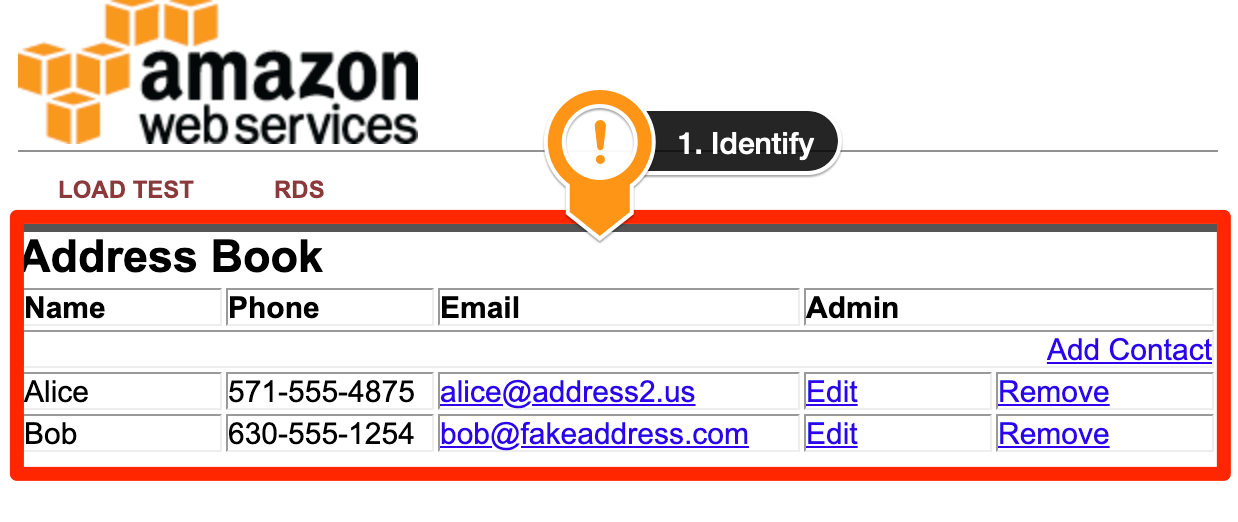 amazon
web services
! 1. Identify
LOAD TEST RDS
Address Book
Name Phone Email Admin
Add Contact
Alice 571-555-4875 alice@address2.us Edit Remove
Bob 630-555-1254 bob@fakeaddress.com Edit Remove